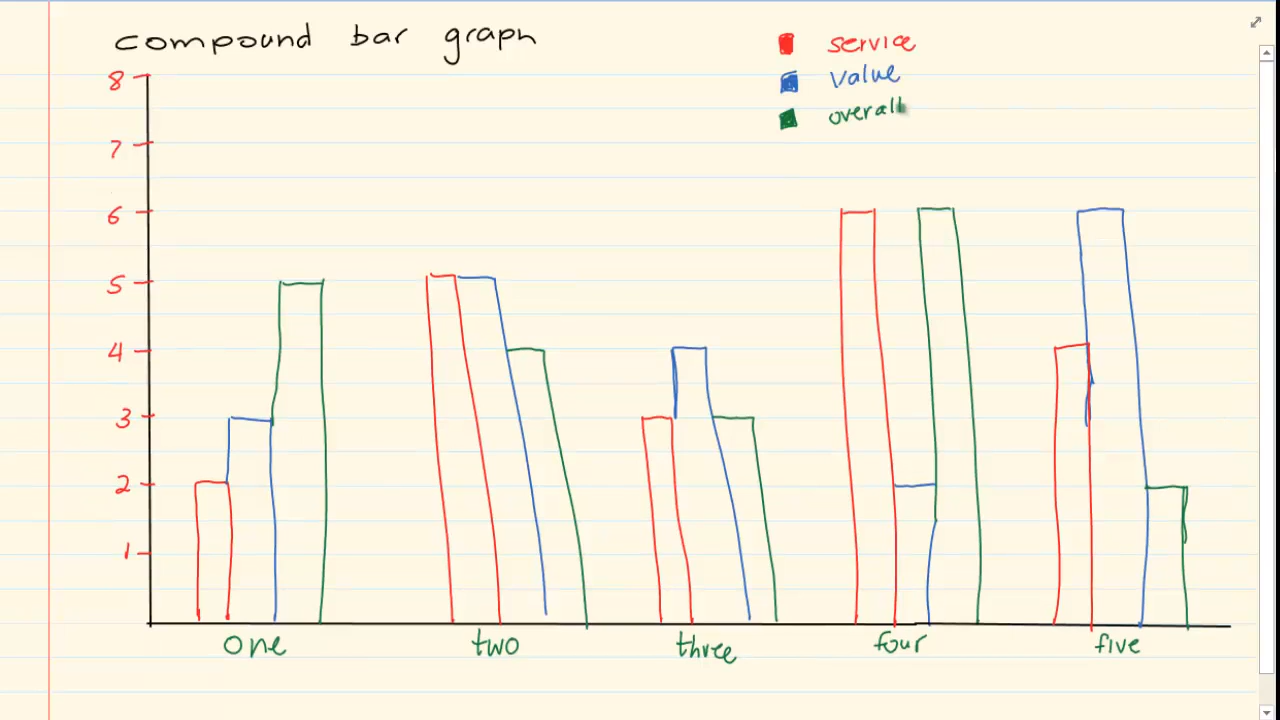 compound bar graph
service
value
overall
8
7
6
5
4
3
2
1
one two three four five